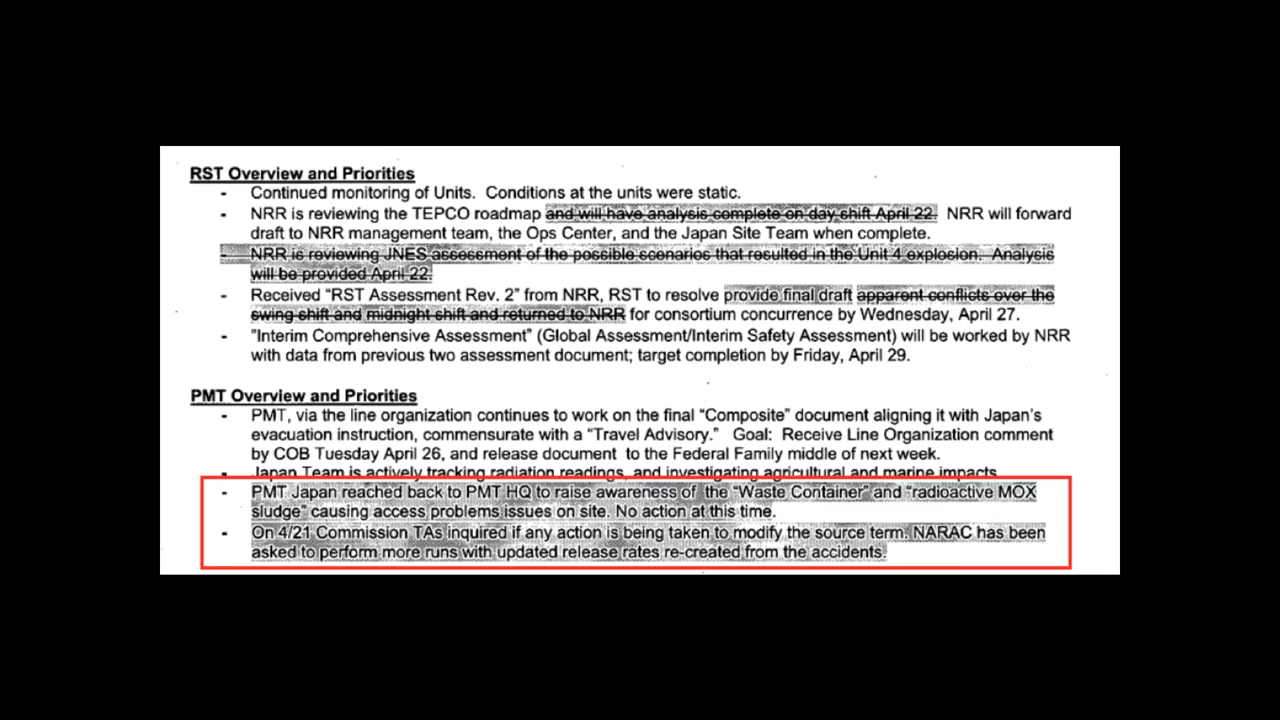 RST Overview and Priorities
- Continued monitoring of Units. Conditions at the units were static.
- NRR is reviewing the TEPCO roadmap and will have analysis complete on day shift April 22. NRR will forward
draft to NRR management team, the Ops Center, and the Japan Site Team when complete.
- NRR is reviewing JNES assessment of the possible scenarios that resulted in the Unit 4 explosion. Analysis
will be provided April 22.
- Received "RST Assessment Rev. 2" from NRR, RST to resolve provide final draft apparent conflicts over the
swing shift and midnight shift and returned to NRR for consortium concurrence by Wednesday, April 27.
- "Interim Comprehensive Assessment" (Global Assessment/Interim Safety Assessment) will be worked by NRR
with data from previous two assessment document; target completion by Friday, April 29.
PMT Overview and Priorities
- PMT, via the line organization continues to work on the final "Composite" document aligning it with Japan's
evacuation instruction, commensurate with a "Travel Advisory." Goal: Receive Line Organization comment
by COB Tuesday April 26, and release document to the Federal Family middle of next week.
- Japan Team is actively tracking radiation readings, and investigating agricultural and marine impacts
- PMT Japan reached back to PMT HQ to raise awareness of the "Waste Container" and "radioactive MOX
sludge" causing access problems issues on site. No action at this time.
- On 4/21 Commission TAs inquired if any action is being taken to modify the source term. NARAC has been
asked to perform more runs with updated release rates re-created from the accidents.